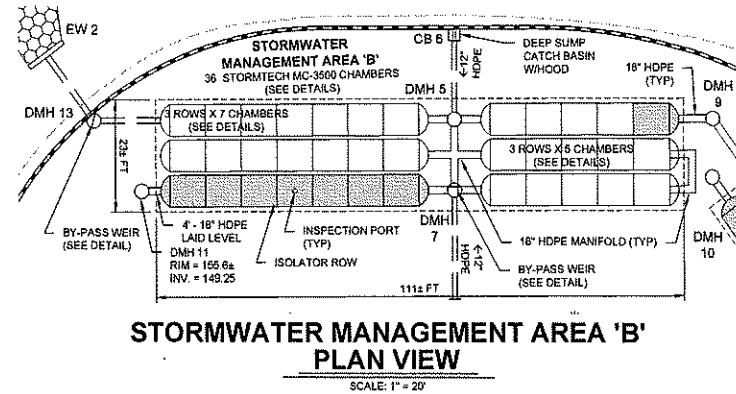 EW 2
STORMWATER
MANAGEMENT AREA 'B'
36 STORMTECH MC-3500 CHAMBERS
(SEE DETAILS)
CB 6
DEEP SUMP
CATCH BASIN
W/HOOD
←12"
HDPE
18" HDPE
(TYP)
DMH
9
DMH 13
DMH 5
3 ROWS X 7 CHAMBERS
(SEE DETAILS)
3 ROWS X 5 CHAMBERS
(SEE DETAILS)
23± FT
BY-PASS WEIR
(SEE DETAIL)
4' - 18" HDPE
LAID LEVEL
DMH 11
RIM = 155.6±
INV. = 149.25
INSPECTION PORT
(TYP)
ISOLATOR ROW
DMH
7
←12"
HDPE
18" HDPE MANIFOLD (TYP)
BY-PASS WEIR
(SEE DETAIL)
DMH
10
111± FT
STORMWATER MANAGEMENT AREA 'B'
PLAN VIEW
SCALE: 1" = 20'